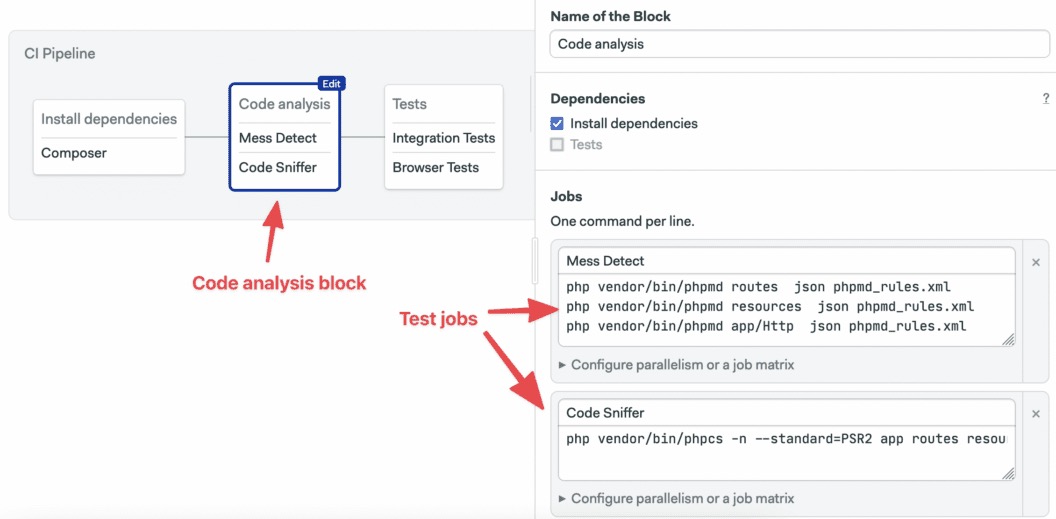 CI Pipeline
Install dependencies
Composer
Edit
Code analysis
Mess Detect
Code Sniffer
Tests
Integration Tests
Browser Tests
Code analysis block
Test jobs
Name of the Block
Code analysis
Dependencies
?
Install dependencies
Tests
Jobs
One command per line.
Mess Detect
php vendor/bin/phpmd routes  json phpmd_rules.xml
php vendor/bin/phpmd resources  json phpmd_rules.xml
php vendor/bin/phpmd app/Http  json phpmd_rules.xml
▸ Configure parallelism or a job matrix
Code Sniffer
php vendor/bin/phpcs -n --standard=PSR2 app routes resou
▸ Configure parallelism or a job matrix